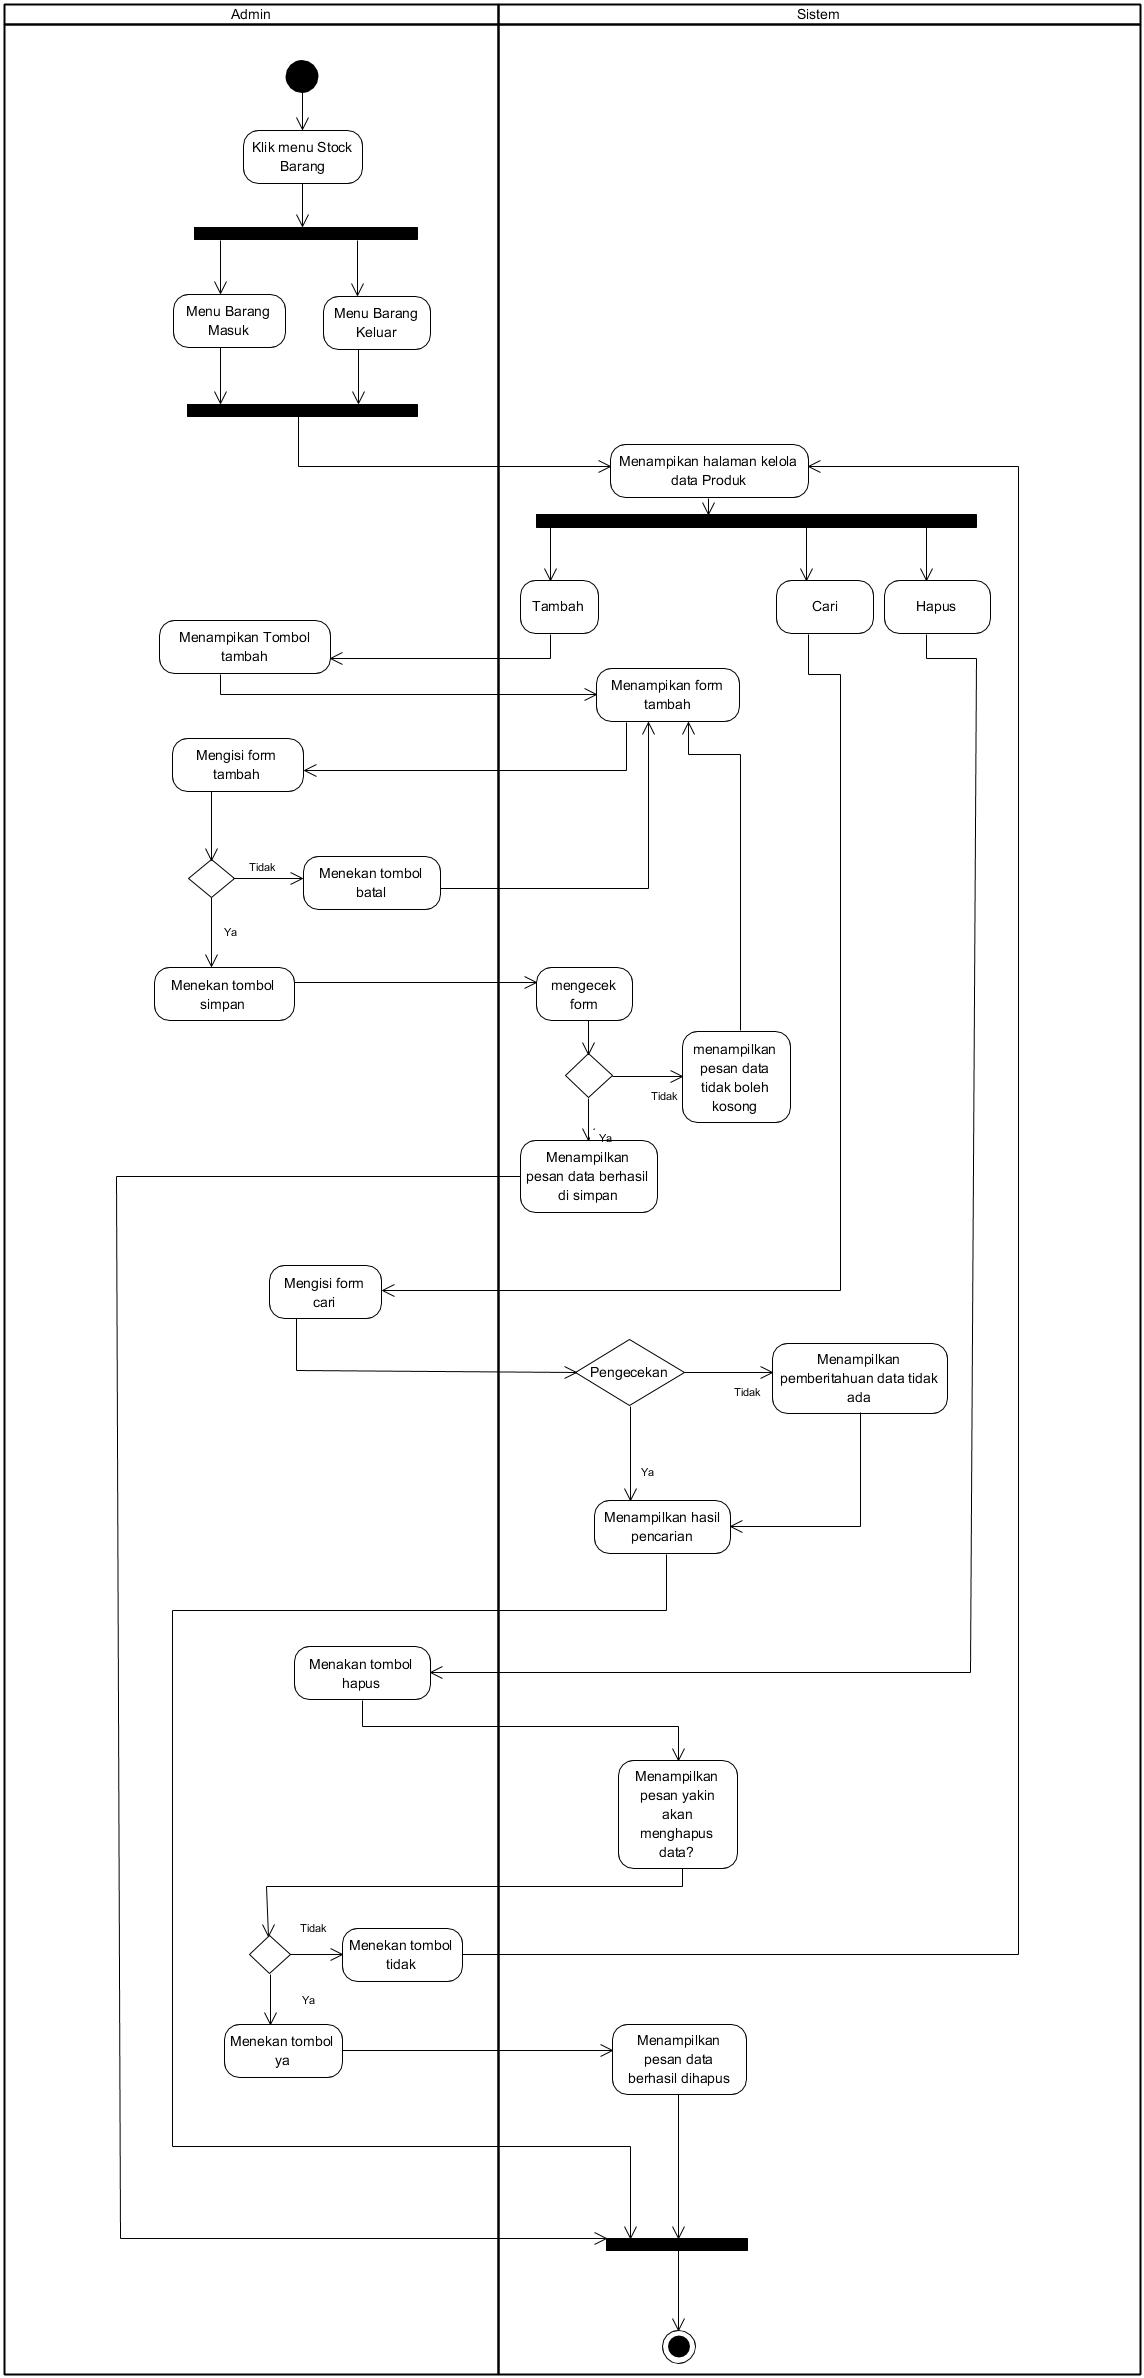 Admin
Sistem
Klik menu Stock
Barang
Menu Barang
Masuk
Menu Barang
Keluar
Menampikan halaman kelola
data Produk
Tambah
Cari
Hapus
Menampikan Tombol
tambah
Menampikan form
tambah
Mengisi form
tambah
Tidak
Menekan tombol
batal
Ya
Menekan tombol
simpan
mengecek
form
menampilkan
pesan data
tidak boleh
kosong
Tidak
Ya
Menampilkan
pesan data berhasil
di simpan
Mengisi form
cari
Pengecekan
Tidak
Menampilkan
pemberitahuan data tidak
ada
Ya
Menampilkan hasil
pencarian
Menakan tombol
hapus
Menampilkan
pesan yakin
akan
menghapus
data?
Tidak
Menekan tombol
tidak
Ya
Menekan tombol
ya
Menampilkan
pesan data
berhasil dihapus